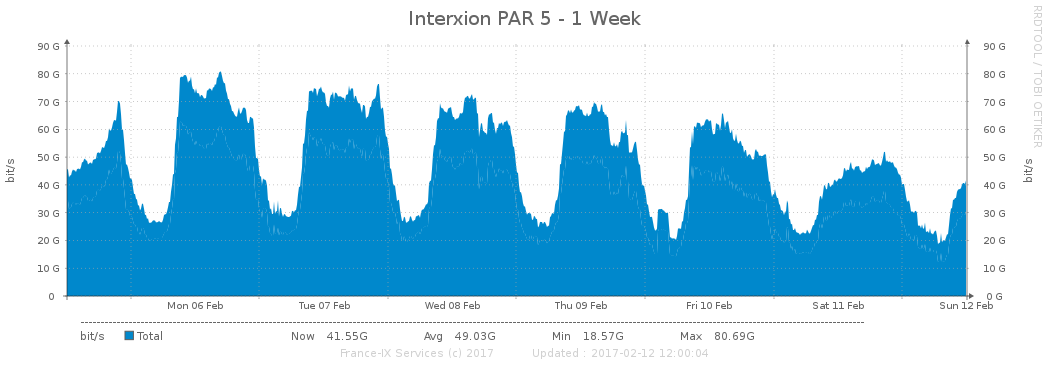 Interxion PAR 5 - 1 Week
RRDTOOL / TOBI OETIKER
90 G 90 G
80 G 80 G
70 G 70 G
60 G 60 G
50 G 50 G
40 G 40 G
30 G 30 G
20 G 20 G
10 G 10 G
0 0 G
bit/s
bit/s
Mon 06 Feb Tue 07 Feb Wed 08 Feb Thu 09 Feb Fri 10 Feb Sat 11 Feb Sun 12 Feb
bit/s Total Now 41.55G Avg 49.03G Min 18.57G Max 80.69G
France-IX Services (c) 2017 Updated : 2017-02-12 12:00:04